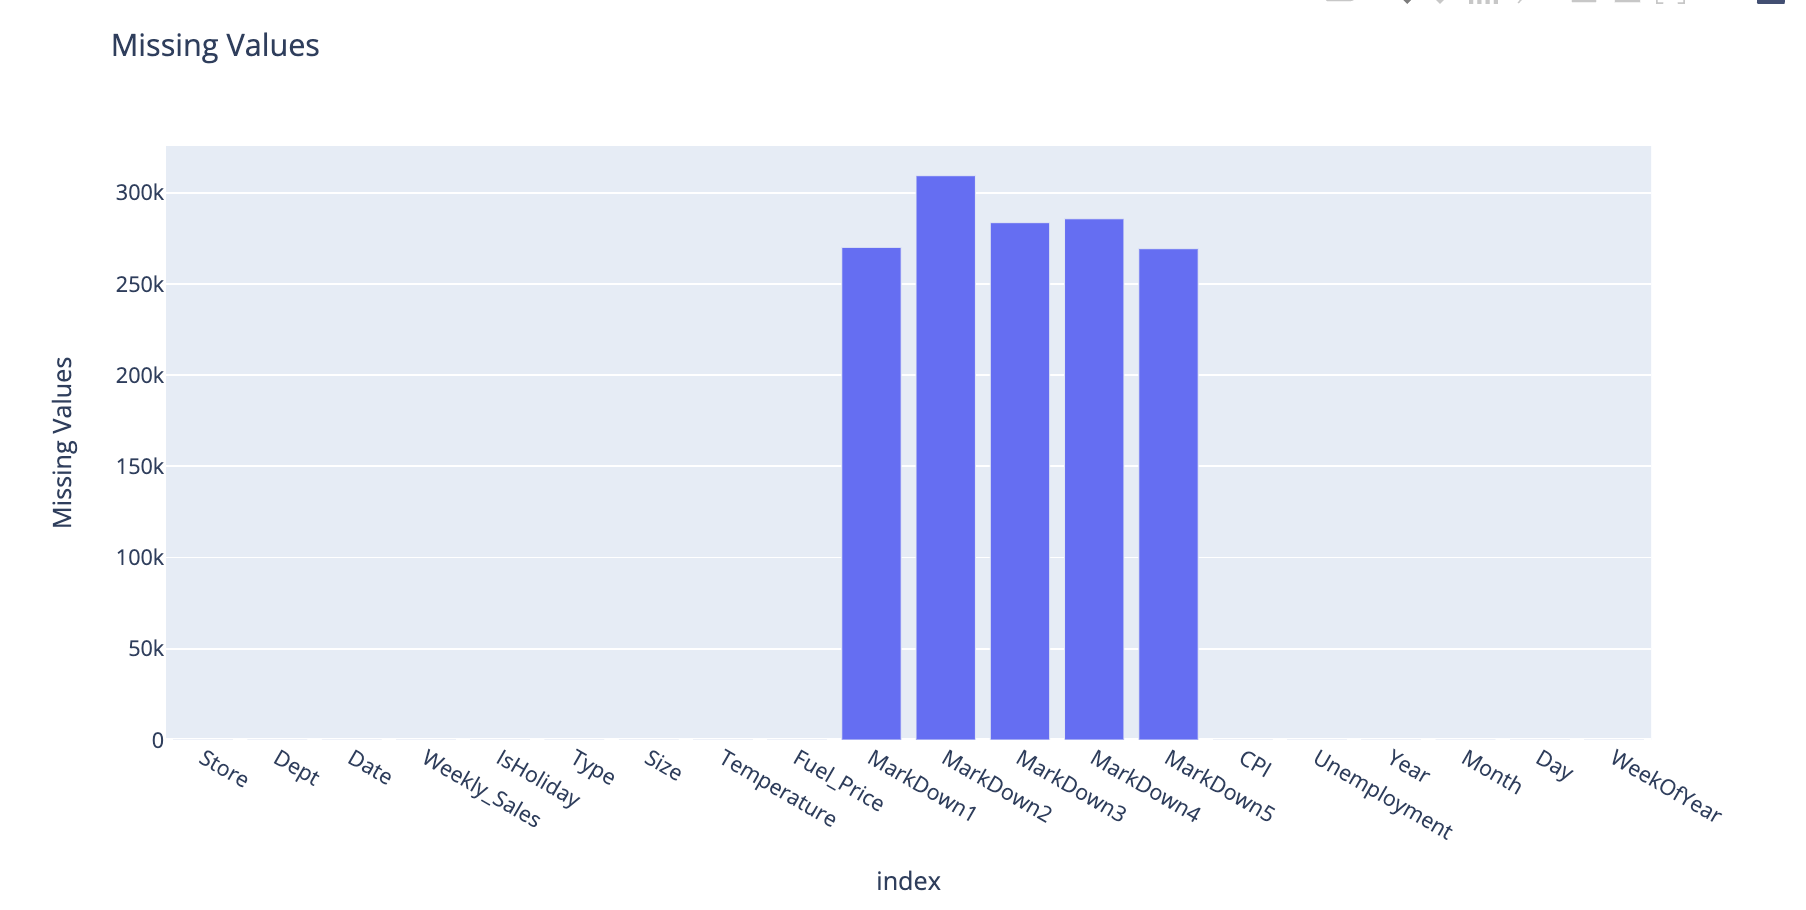 Missing Values
Missing Values
300k
250k
200k
150k
100k
50k
0
Store
Dept
Date
Weekly_Sales
IsHoliday
Type
Size
Temperature
Fuel_Price
MarkDown1
MarkDown2
MarkDown3
MarkDown4
MarkDown5
CPI
Unemployment
Year
Month
Day
WeekOfYear
index